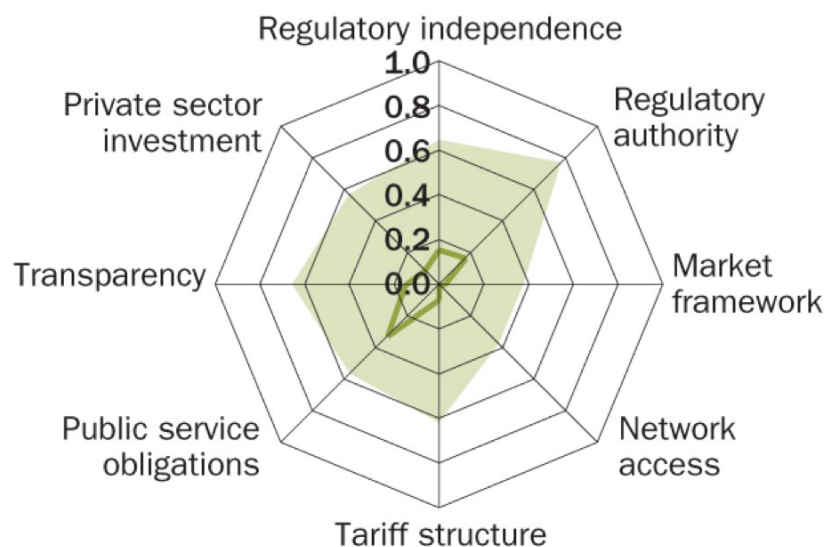 Regulatory independence
1.0
0.8
0.6
0.4
0.2
0.0
Regulatory
authority
Market
framework
Network
access
Tariff structure
Public service
obligations
Transparency
Private sector
investment